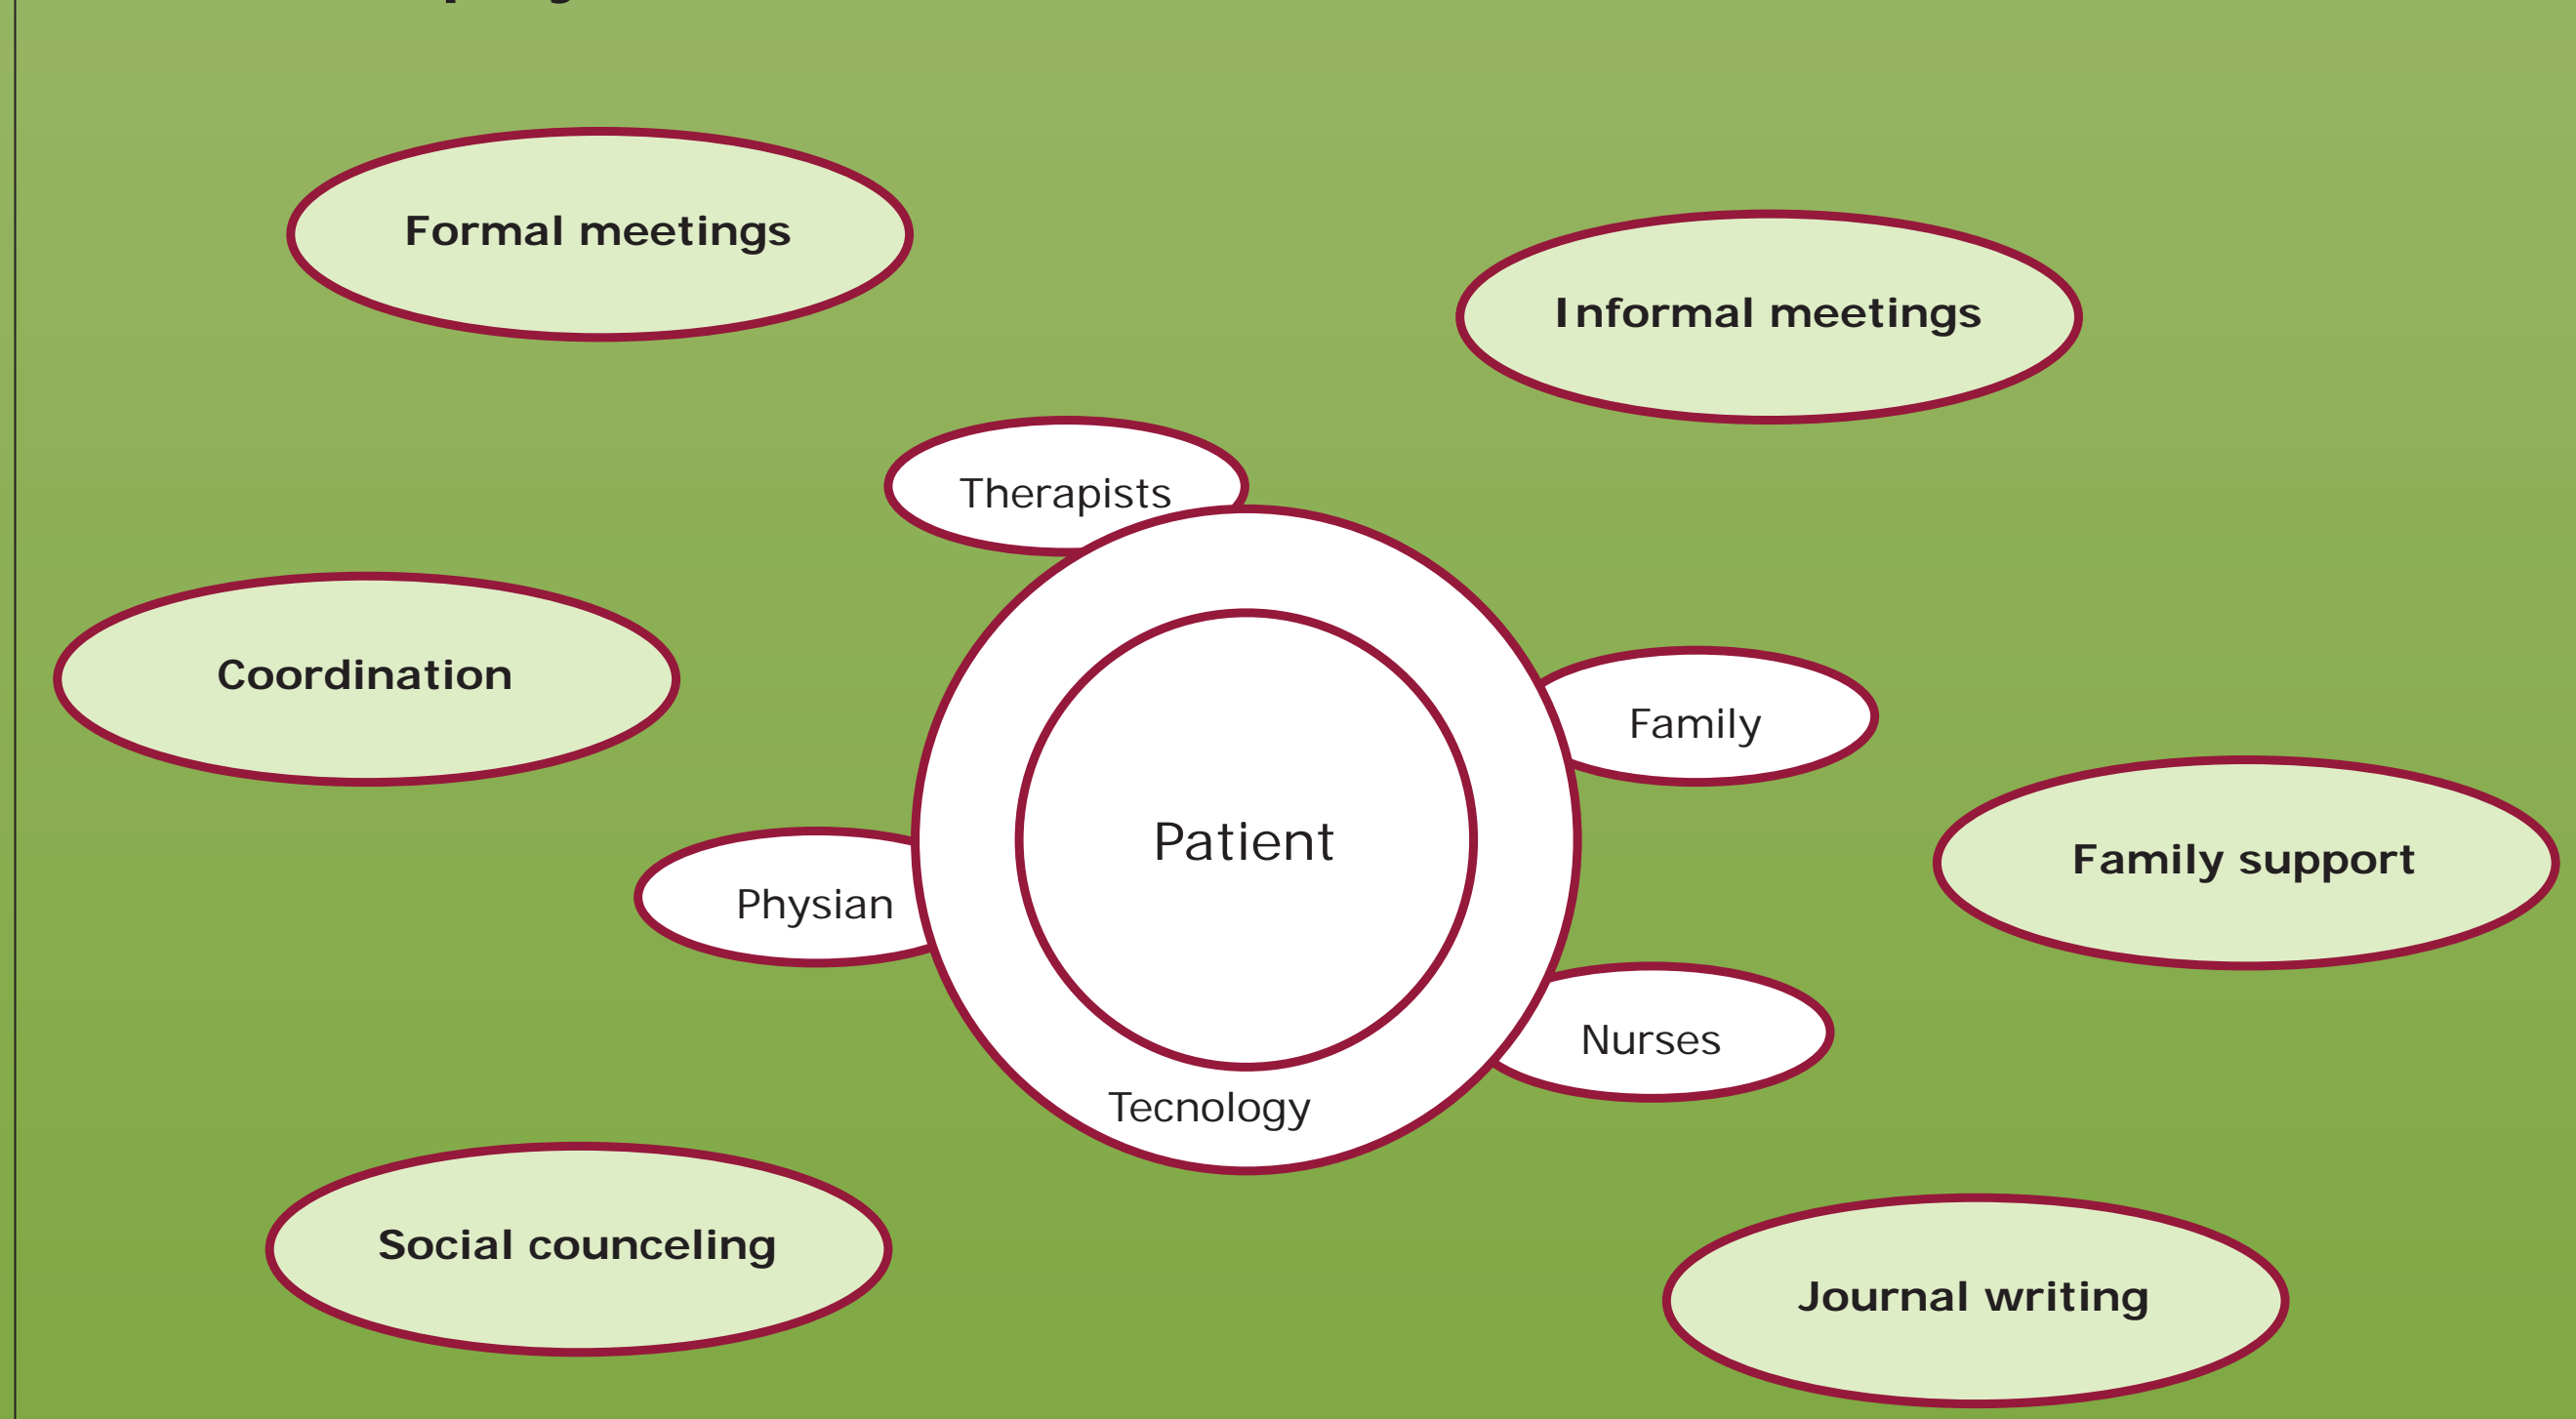 Formal meetings
Informal meetings
Therapists
Coordination
Family
Patient
Family support
Physian
Nurses
Tecnology
Social counceling
Journal writing